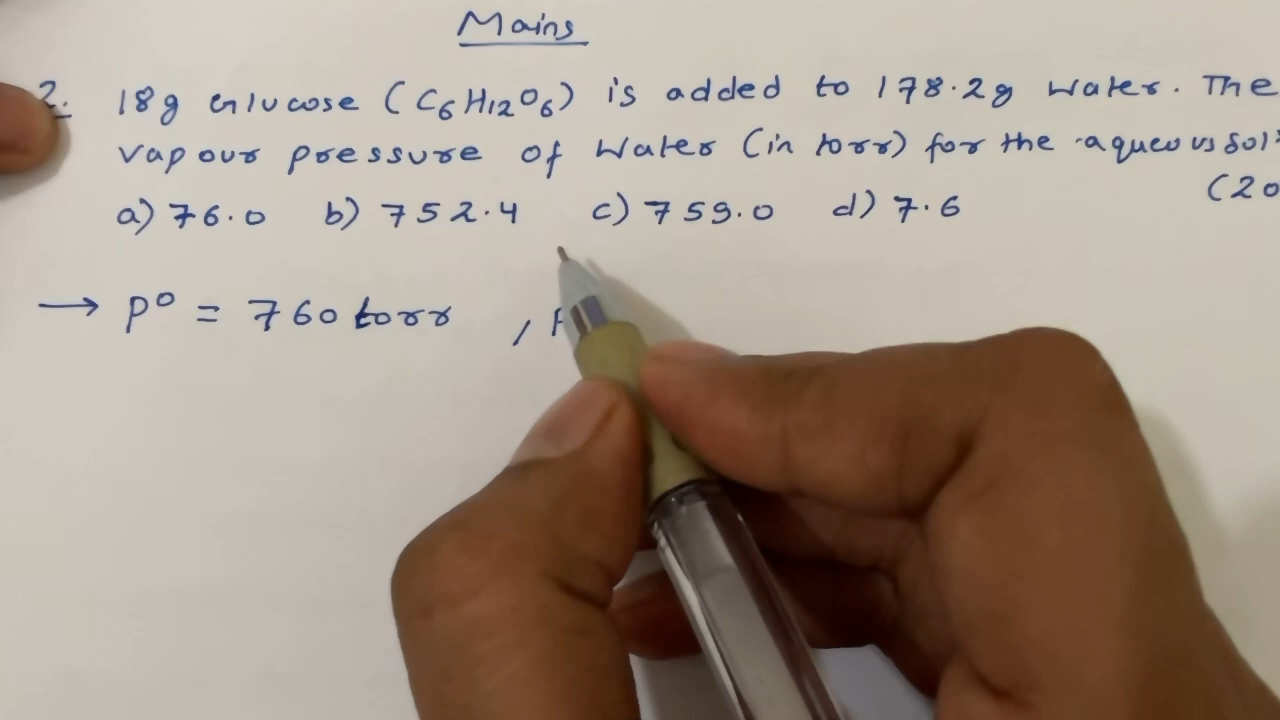 Mains
2. 18g Glucose (C6H12O6) is added to 178.2g water. The
vapour pressure of water (in torr) for the aqueous sol
a) 76.0 b) 752.4 c) 759.0 d) 7.6 (20
→ P° = 760 torr , P